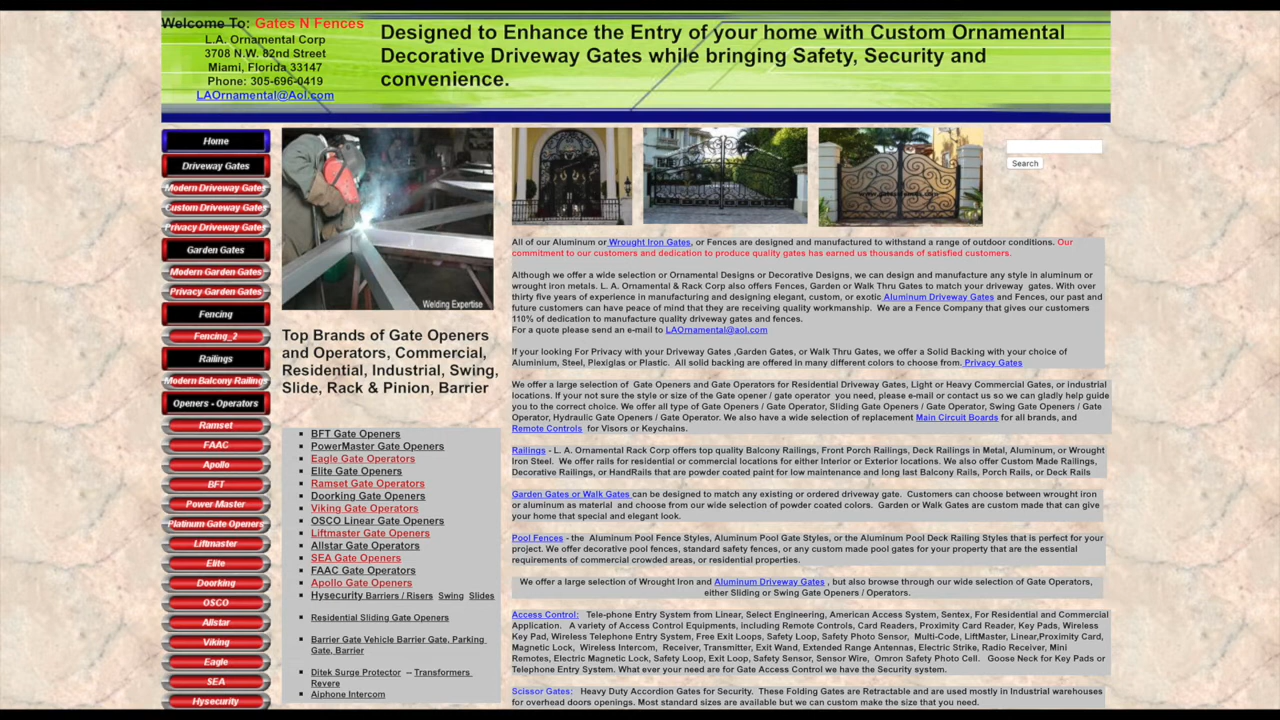 Welcome To: Gates N Fences
L.A. Ornamental Corp
3708 N.W. 82nd Street
Miami, Florida 33147
Phone: 305-696-0419
LAOrnamental@Aol.com
Designed to Enhance the Entry of your home with Custom Ornamental
Decorative Driveway Gates while bringing Safety, Security and
convenience.
Home
Driveway Gates
Modern Driveway Gates
Custom Driveway Gates
Privacy Driveway Gates
Garden Gates
Modern Garden Gates
Privacy Garden Gates
Fencing
Fencing_2
Railings
Modern Balcony Railings
Openers - Operators
Ramset
FAAC
Apollo
BFT
Power Master
Platinum Gate Openers
Liftmaster
Elite
Doorking
OSCO
Allstar
Viking
Eagle
SEA
Hysecurity
Welding Expertise
Top Brands of Gate Openers
and Operators, Commercial,
Residential, Industrial, Swing,
Slide, Rack & Pinion, Barrier
BFT Gate Openers
PowerMaster Gate Openers
Eagle Gate Operators
Elite Gate Openers
Ramset Gate Openers
Doorking Gate Openers
Viking Gate Operators
OSCO Linear Gate Openers
Liftmaster Gate Openers
Allstar Gate Operators
SEA Gate Openers
FAAC Gate Operators
Apollo Gate Openers
Hysecurity Barriers / Risers Swing Slides
Residential Sliding Gate Openers
Barrier Gate Vehicle Barrier Gate, Parking
Gate, Barrier
Ditek Surge Protector -- Transformers
Revere
Aiphone Intercom
Search
All of our Aluminum or Wrought Iron Gates, or Fences are designed and manufactured to withstand a range of outdoor conditions. Our
commitment to our customers and dedication to produce quality gates has earned us thousands of satisfied customers.
Although we offer a wide selection or Ornamental Designs or Decorative Designs, we can design and manufacture any style in aluminum or
wrought iron metals. L. A. Ornamental & Rack Corp also offers Fences, Garden or Walk Thru Gates to match your driveway gates. With over
thirty five years of experience in manufacturing and designing elegant, custom, or exotic Aluminum Driveway Gates and Fences, our past and
future customers can have peace of mind that they are receiving quality workmanship. We are a Fence Company that gives our customers
110% of dedication to manufacture quality driveway gates and fences.
For a quote please send an e-mail to LAOrnamental@aol.com
If your looking For Privacy with your Driveway Gates ,Garden Gates, or Walk Thru Gates, we offer a Solid Backing with your choice of
Aluminium, Steel, Plexiglas or Plastic. All solid backing are offered in many different colors to choose from. Privacy Gates
We offer a large selection of Gate Openers and Gate Operators for Residential Driveway Gates, Light or Heavy Commercial Gates, or industrial
locations. If your not sure the style or size of the Gate opener / gate operator you need, please e-mail or contact us so we can gladly help guide
you to the correct choice. We offer all type of Gate Openers / Gate Operator, Sliding Gate Openers / Gate Operator, Swing Gate Openers / Gate
Operator, Hydraulic Gate Openers / Gate Operator. We also have a wide selection of replacement Main Circuit Boards for all brands, and
Remote Controls for Visors or Keychains.
Railings - L. A. Ornamental Rack Corp offers top quality Balcony Railings, Front Porch Railings, Deck Railings in Metal, Aluminum, or Wrought
Iron Steel. We offer rails for residential or commercial locations for either Interior or Exterior locations. We also offer Custom Made Railings,
Decorative Railings, or HandRails that are powder coated paint for low maintenance and long last Balcony Rails, Porch Rails, or Deck Rails
Garden Gates or Walk Gates can be designed to match any existing or ordered driveway gate. Customers can choose between wrought iron
or aluminum as material and choose from our wide selection of powder coated colors. Garden or Walk Gates are custom made that can give
your home that special and elegant look.
Pool Fences - the Aluminum Pool Fence Styles, Aluminum Pool Gate Styles, or the Aluminum Pool Deck Railing Styles that is perfect for your
project. We offer decorative pool fences, standard safety fences, or any custom made pool gates for your property that are the essential
requirements of commercial crowded areas, or residential properties.
We offer a large selection of Wrought Iron and Aluminum Driveway Gates , but also browse through our wide selection of Gate Operators,
either Sliding or Swing Gate Openers / Operators.
Access Control: Tele-phone Entry System from Linear, Select Engineering, American Access System, Sentex, For Residential and Commercial
Application. A variety of Access Control Equipments, including Remote Controls, Card Readers, Proximity Card Reader, Key Pads, Wireless
Key Pad, Wireless Telephone Entry System, Free Exit Loops, Safety Loop, Safety Photo Sensor, Multi-Code, LiftMaster, Linear,Proximity Card,
Magnetic Lock, Wireless Intercom, Receiver, Transmitter, Exit Wand, Extended Range Antennas, Electric Strike, Radio Receiver, Mini
Remotes, Electric Magnetic Lock, Safety Loop, Exit Loop, Safety Sensor, Sensor Wire, Omron Safety Photo Cell. Goose Neck for Key Pads or
Telephone Entry System. What ever your need are for Gate Access Control we have the Security system.
Scissor Gates: Heavy Duty Accordion Gates for Security. These Folding Gates are Retractable and are used mostly in Industrial warehouses
for overhead doors openings. Most standard sizes are available but we can custom make the size that you need.